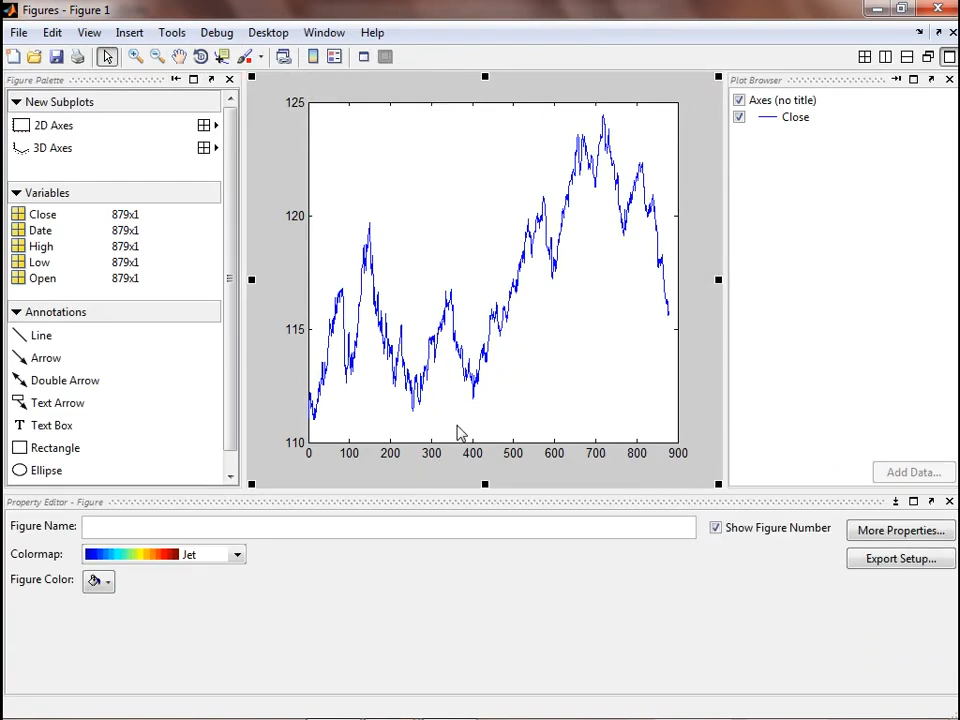 Figures - Figure 1
File Edit View Insert Tools Debug Desktop Window Help
Figure Palette
New Subplots
2D Axes
3D Axes
Variables
Close 879x1
Date 879x1
High 879x1
Low 879x1
Open 879x1
Annotations
Line
Arrow
Double Arrow
Text Arrow
T Text Box
Rectangle
Ellipse
125
120
115
110
0 100 200 300 400 500 600 700 800 900
Plot Browser
Axes (no title)
Close
Add Data...
Property Editor - Figure
Figure Name: Show Figure Number More Properties...
Colormap: Jet Export Setup...
Figure Color: